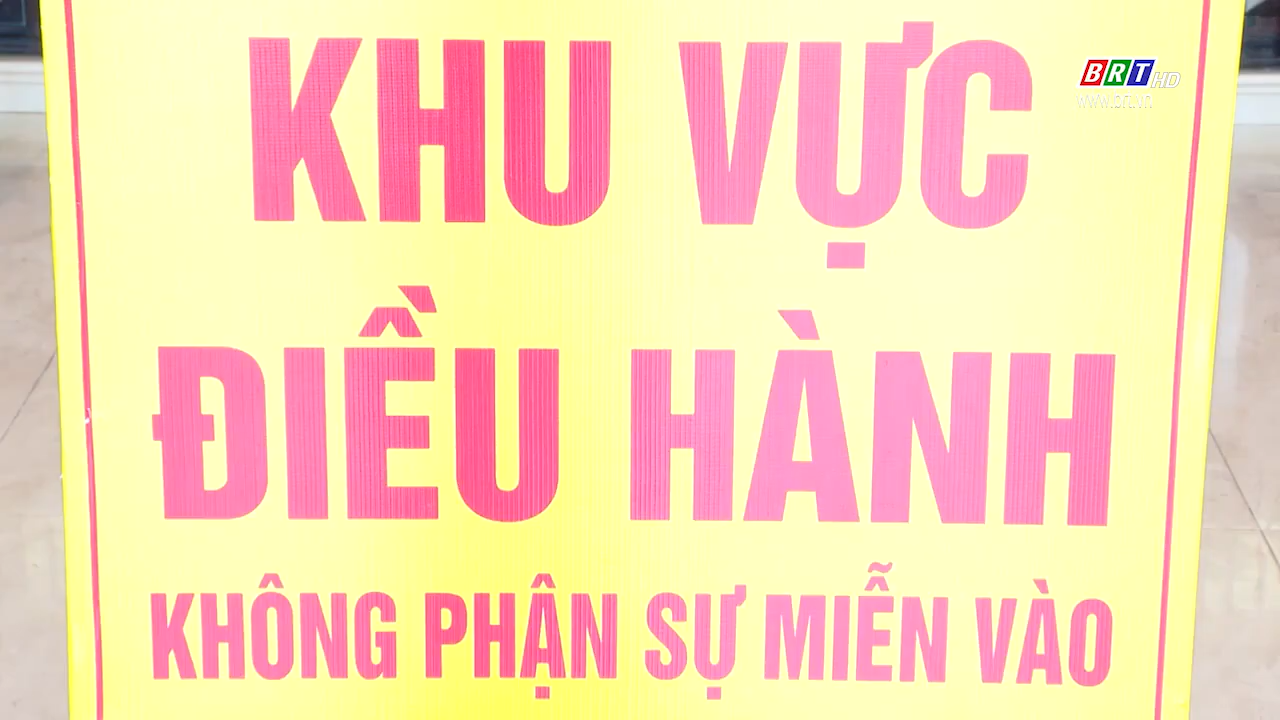 KHU VỰC
BRT HD
www.brt.vn
ĐIỀU HÀNH
KHÔNG PHẬN SỰ MIỄN VÀO